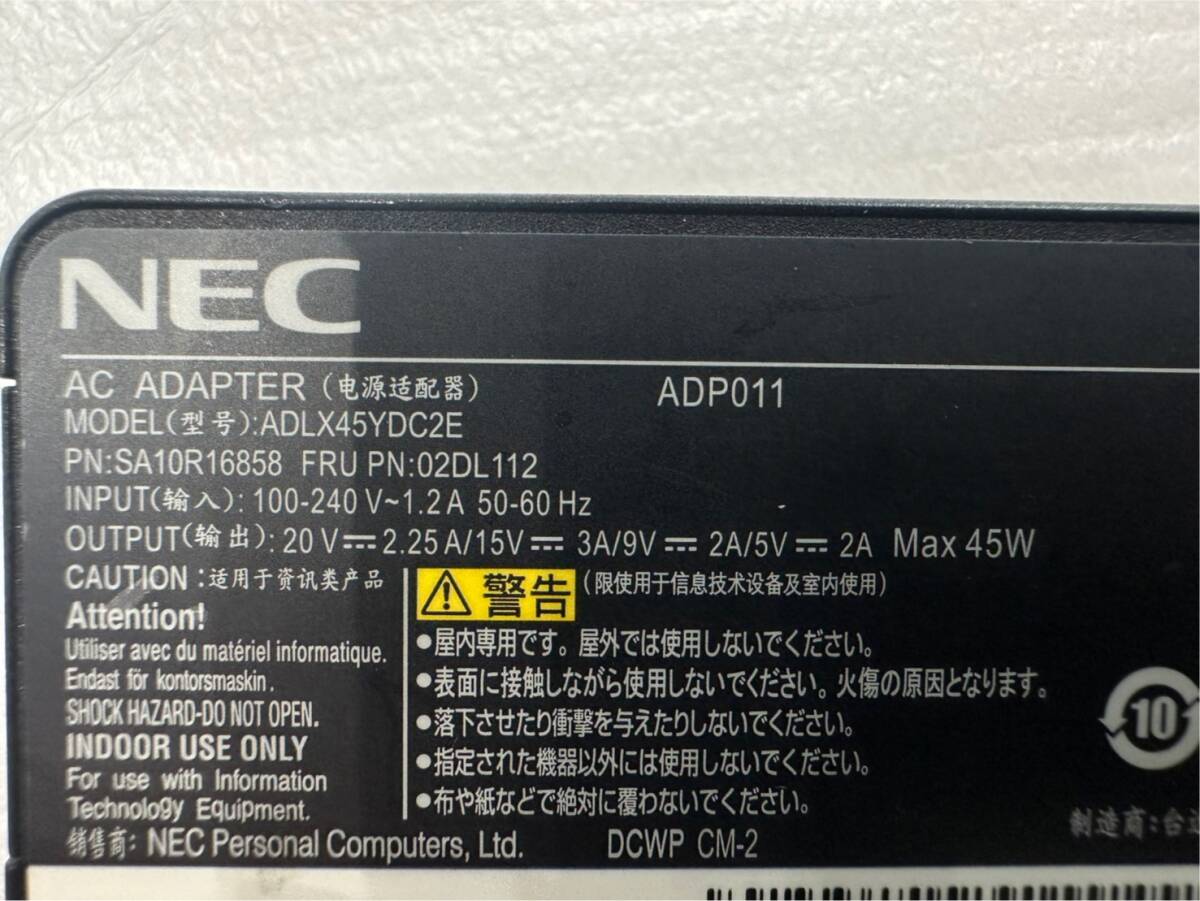 NEC
AC ADAPTER (电源适配器) ADP011
MODEL(型号):ADLX45YDC2E
PN:SA10R16858 FRU PN:02DL112
INPUT(输入): 100-240 V~1.2 A 50-60 Hz
OUTPUT(输出): 20 V⎓2.25 A/15V⎓ 3A/9V⎓ 2A/5V⎓ 2A Max 45W
CAUTION :适用于资讯类产品
Attention!
Utiliser avec du matériel informatique.
Endast för kontorsmaskin.
SHOCK HAZARD-DO NOT OPEN.
INDOOR USE ONLY
For use with Information
Technology Equipment.
警告 (限使用于信息技术设备及室内使用)
●屋内専用です。屋外では使用しないでください。
●表面に接触しながら使用しないでください。火傷の原因となります。
●落下させたり衝撃を与えたりしないでください。
●指定された機器以外には使用しないでください。
●布や紙などで絶対に覆わないでください。
10
销售商: NEC Personal Computers, Ltd. DCWP CM-2
制造商:台